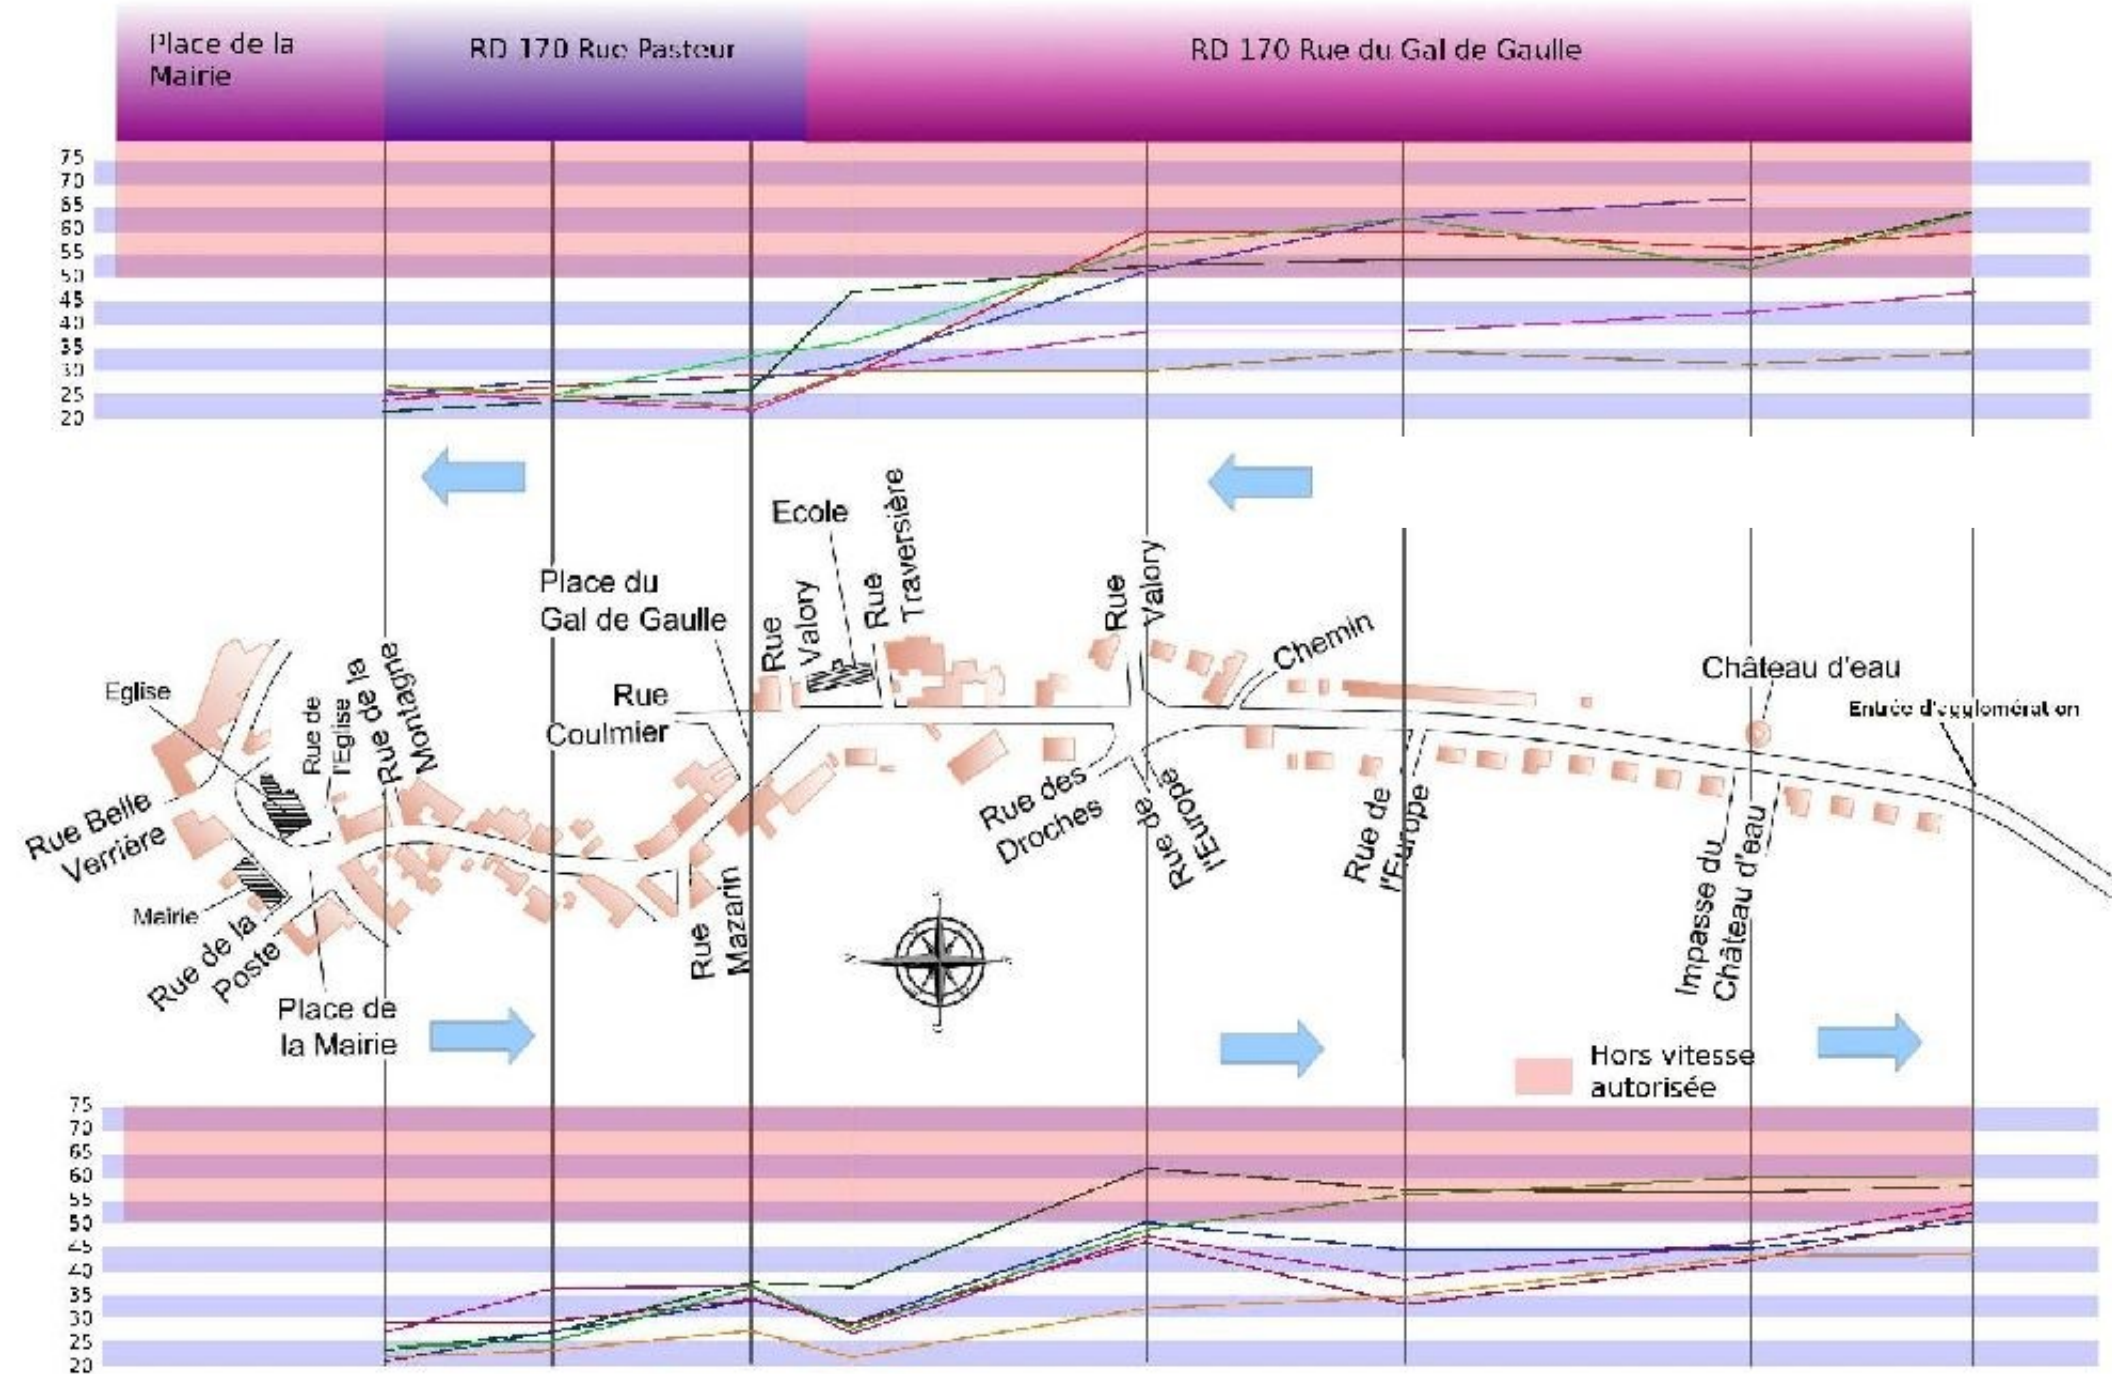 Place de la
Mairie
RD 170 Rue Pasteur
RD 170 Rue du Gal de Gaulle
75
70
65
60
55
50
45
40
35
30
25
20
Ecole
Rue
Traversière
Place du
Gal de Gaulle
Rue
Valory
Rue
Valory
Chemin
Château d'eau
Entrée d'agglomération
Rue
Coulmier
Eglise
Rue de
l'Eglise
Rue de la
Montagne
Rue Belle
Verrière
Mairie
Rue de la
Poste
Place de
la Mairie
Rue
Mazarin
Rue des
Droches
Rue de
l'Europe
Rue de
l'Europe
Impasse du
Château d'eau
Hors vitesse
autorisée
75
70
65
60
55
50
45
40
35
30
25
20